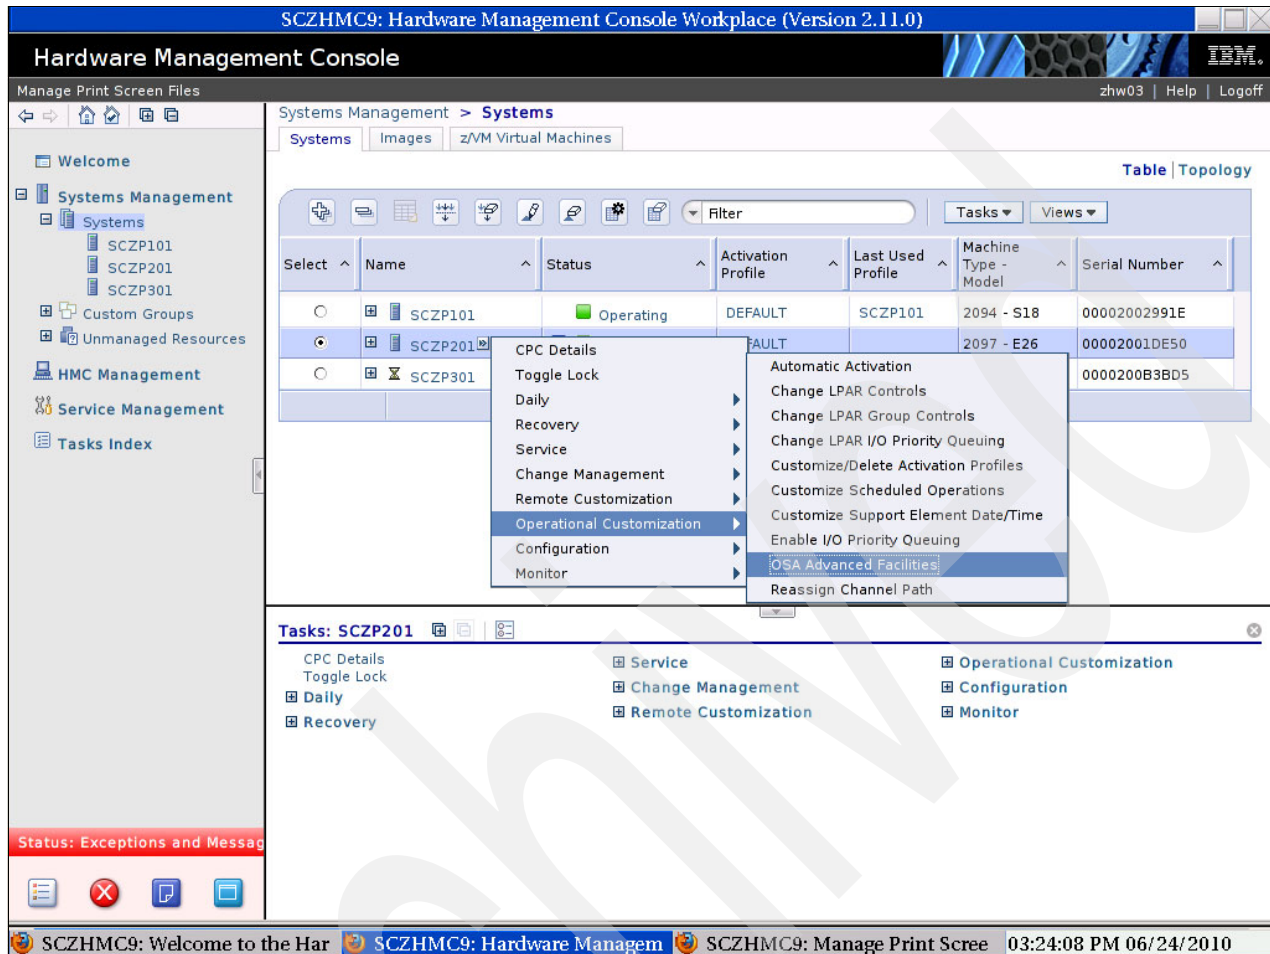 SCZHMC9: Hardware Management Console Workplace (Version 2.11.0)
Hardware Management Console
IBM.
Manage Print Screen Files
zhw03 | Help | Logoff
Systems Management > Systems
Systems Images z/VM Virtual Machines
Table | Topology
Welcome
Systems Management
Systems
SCZP101
SCZP201
SCZP301
Custom Groups
Unmanaged Resources
HMC Management
Service Management
Tasks Index
Filter
Tasks
Views
Select Name Status Activation Profile Last Used Profile Machine Type - Model Serial Number
SCZP101 Operating DEFAULT SCZP101 2094 - S18 00002002991E
SCZP201 FAULT 2097 - E26 00002001DE50
SCZP301 0000200B3BD5
CPC Details
Toggle Lock
Daily
Recovery
Service
Change Management
Remote Customization
Operational Customization
Configuration
Monitor
Automatic Activation
Change LPAR Controls
Change LPAR Group Controls
Change LPAR I/O Priority Queuing
Customize/Delete Activation Profiles
Customize Scheduled Operations
Customize Support Element Date/Time
Enable I/O Priority Queuing
OSA Advanced Facilities
Reassign Channel Path
Tasks: SCZP201
CPC Details
Toggle Lock
Daily
Recovery
Service
Change Management
Remote Customization
Operational Customization
Configuration
Monitor
Status: Exceptions and Messag
SCZHMC9: Welcome to the Har
SCZHMC9: Hardware Managem
SCZHMC9: Manage Print Scree
03:24:08 PM 06/24/2010